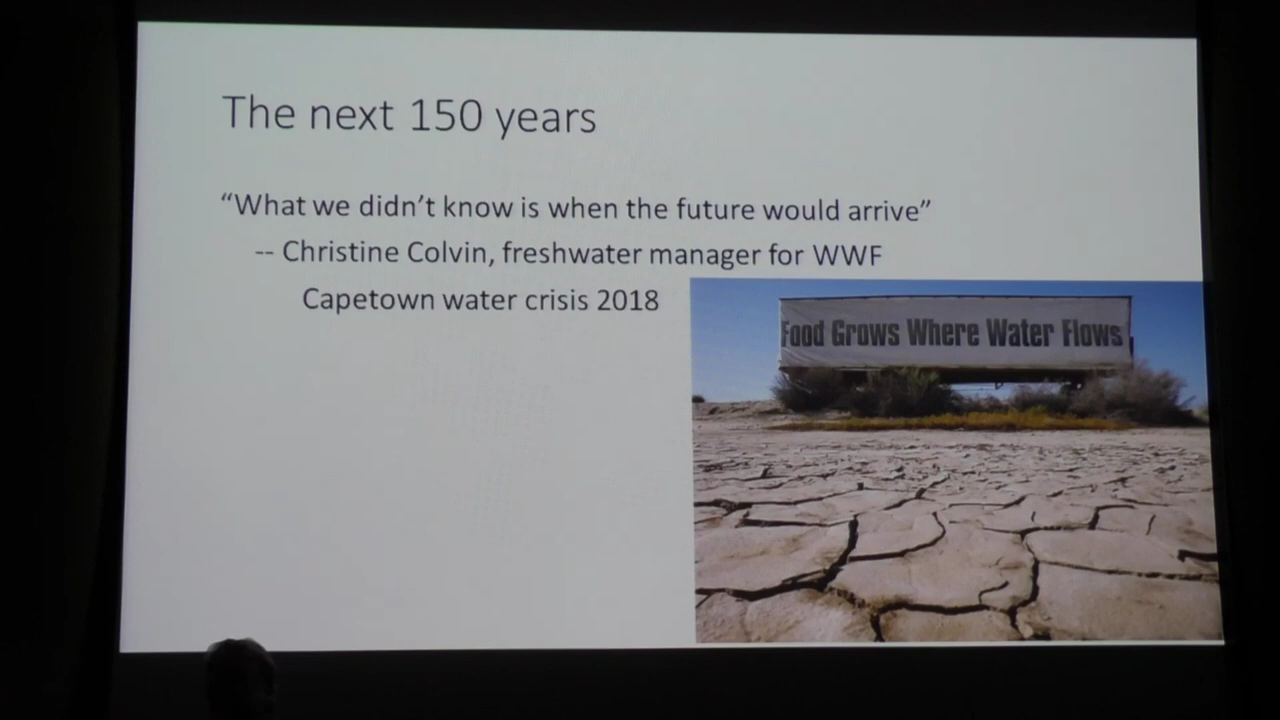 The next 150 years
“What we didn’t know is when the future would arrive”
-- Christine Colvin, freshwater manager for WWF
Capetown water crisis 2018
Food Grows Where Water Flows